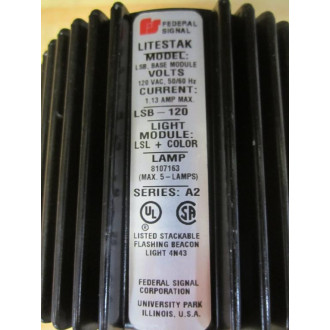 FEDERAL
SIGNAL
LITESTAK
MODEL:
LSB, BASE MODULE
VOLTS
120 VAC, 50/60 Hz
CURRENT:
1.13 AMP MAX.
LSB - 120
LIGHT
MODULE:
LSL + COLOR
LAMP
8107163
(MAX. 5-LAMPS)
SERIES: A2
UL SA
LISTED STACKABLE
FLASHING BEACON
LIGHT 4N43
FEDERAL SIGNAL
CORPORATION
UNIVERSITY PARK
ILLINOIS, U.S.A.